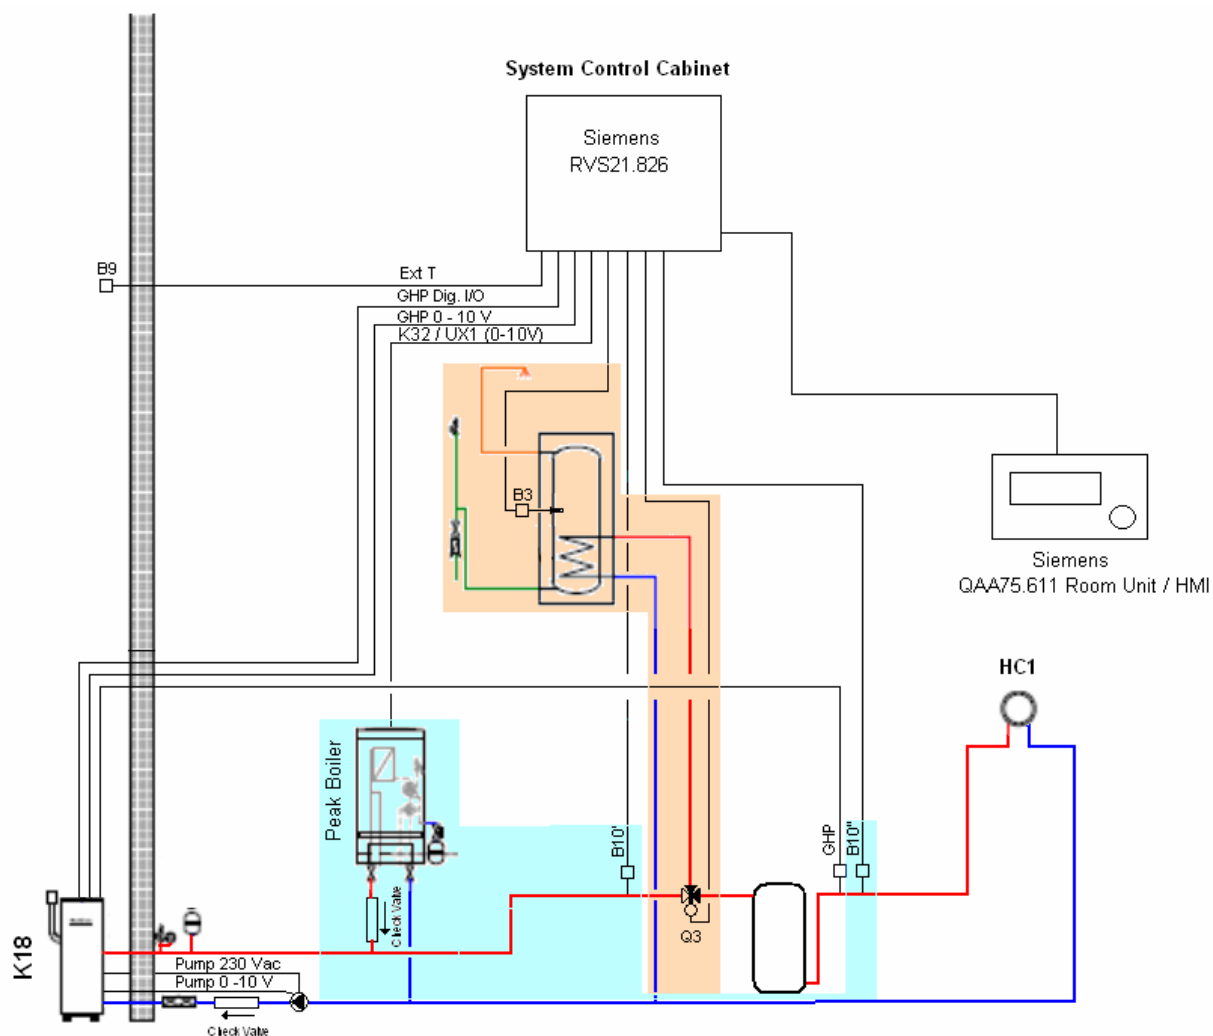 System Control Cabinet
Siemens
RVS21.826
B9
Ext T
GHP Dig. I/O
GHP 0 - 10 V
K32 / UX1 (0-10V)
B3
Siemens
QAA75.611 Room Unit / HMI
HC1
Peak Boiler
B10'
GHP
B10"
Check Valve
Q3
K18
Pump 230 Vac
Pump 0 -10 V
Check Valve